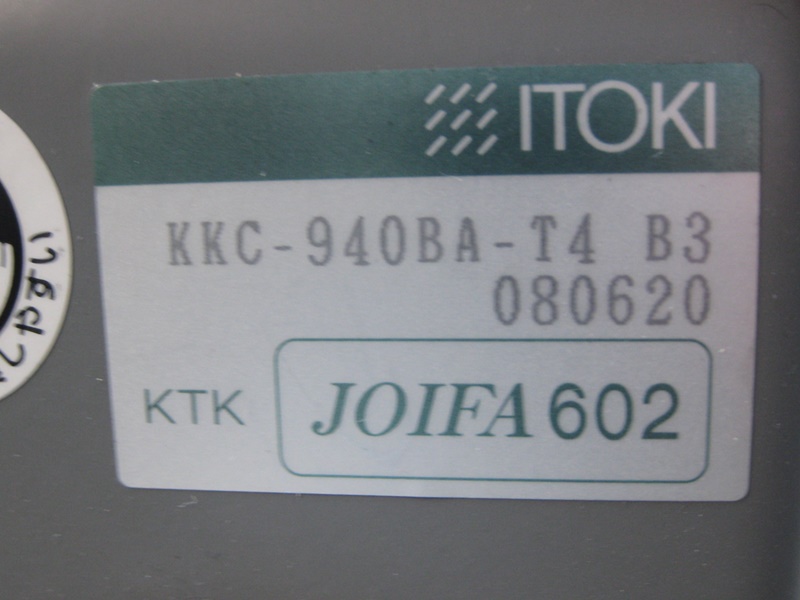 ITOKI
KKC-940BA-T4 B3
080620
KTK
JOIFA 602